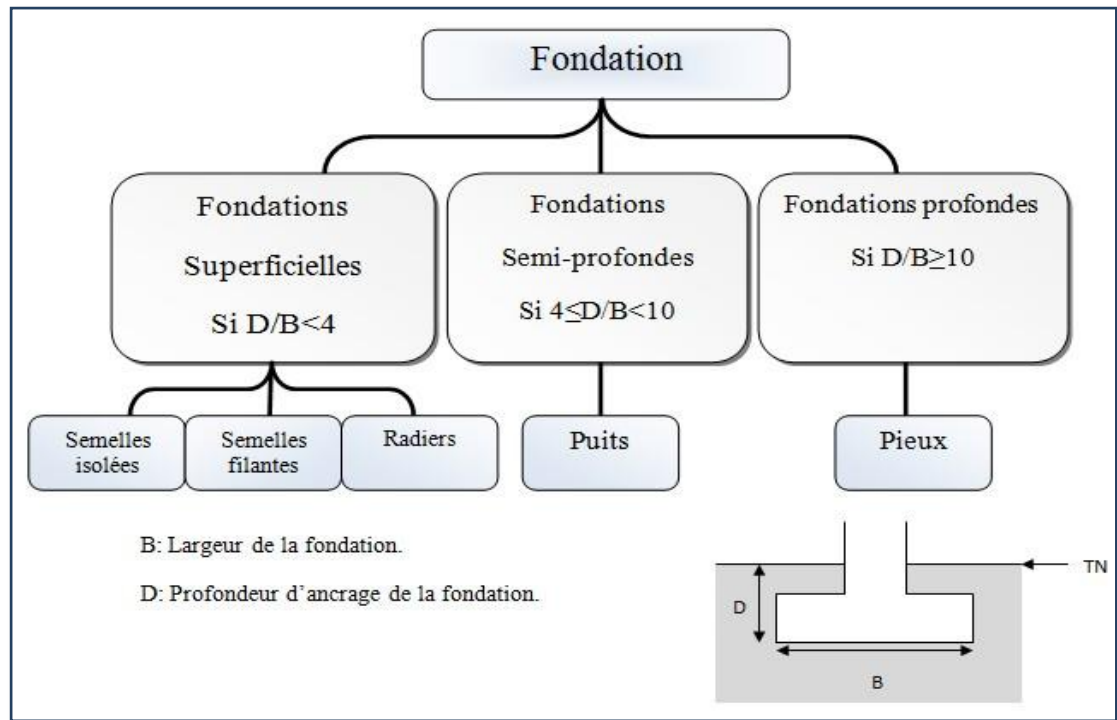 Fondation
Fondations
Superficielles
Si D/B<4
Fondations
Semi-profondes
Si 4≤D/B<10
Fondations profondes
Si D/B≥10
Semelles
isolées
Semelles
filantes
Radiers
Puits
Pieux
B: Largeur de la fondation.
D: Profondeur d’ancrage de la fondation.
TN
D
B